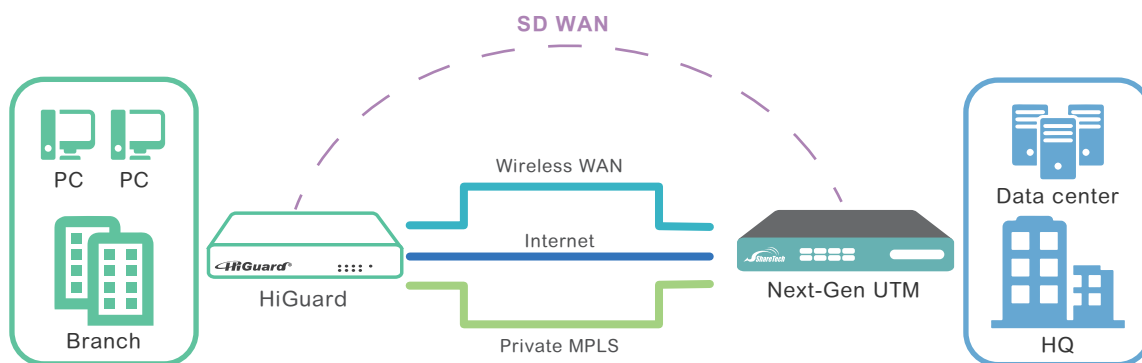 SD WAN
PC PC
Branch
HiGuard®
HiGuard
Wireless WAN
Internet
Private MPLS
ShareTech
Next-Gen UTM
Data center
HQ